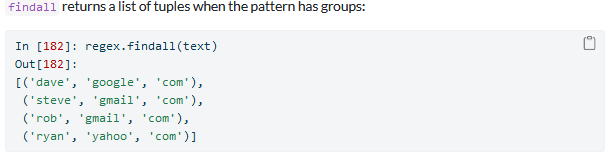 findall returns a list of tuples when the pattern has groups:
In [182]: regex.findall(text)
Out[182]:
[('dave', 'google', 'com'),
 ('steve', 'gmail', 'com'),
 ('rob', 'gmail', 'com'),
 ('ryan', 'yahoo', 'com')]